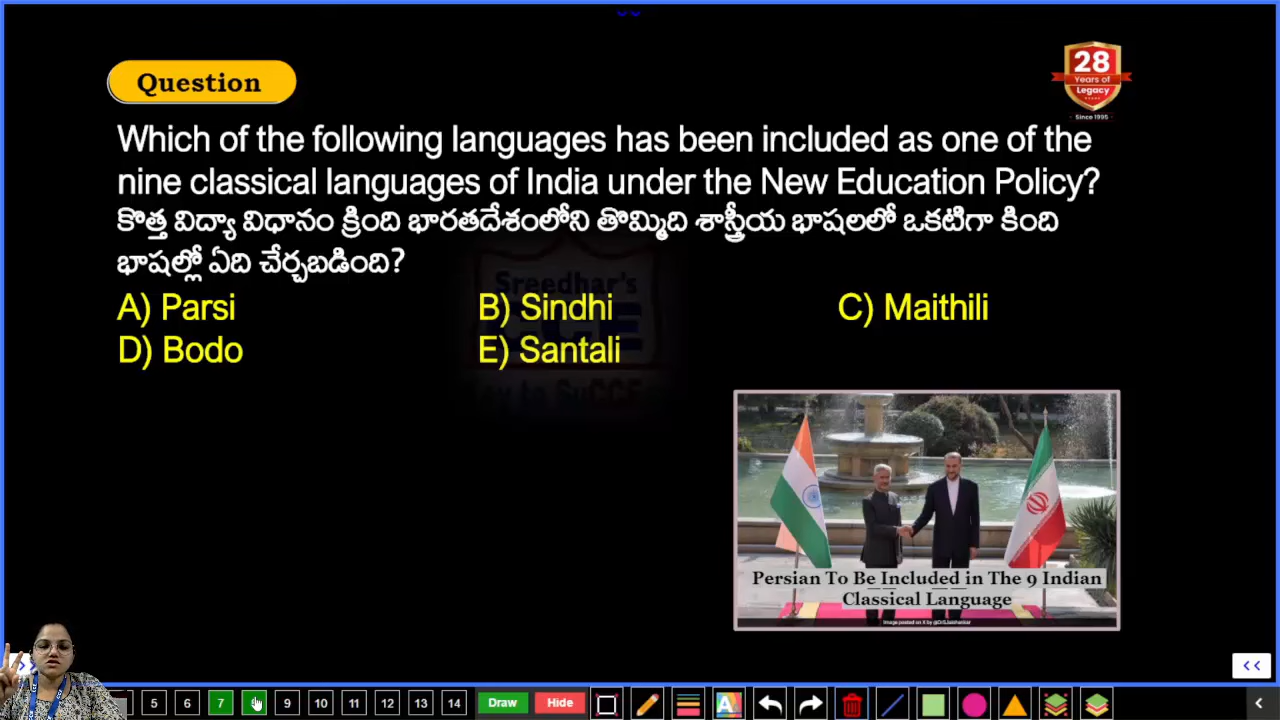 Question
28
Years of
Legacy
Since 1995
Which of the following languages has been included as one of the
nine classical languages of India under the New Education Policy?
కొత్త విద్యా విధానం క్రింది భారతదేశంలోని తొమ్మిది శాస్త్రీయ భాషలలో ఒకటిగా కింది
భాషల్లో ఏది చేర్చబడింది?
Sreedhar's
CCE
A) Parsi B) Sindhi C) Maithili
D) Bodo E) Santali
Persian To Be Included in The 9 Indian
Classical Language
5 6 7 9 10 11 12 13 14 Draw Hide